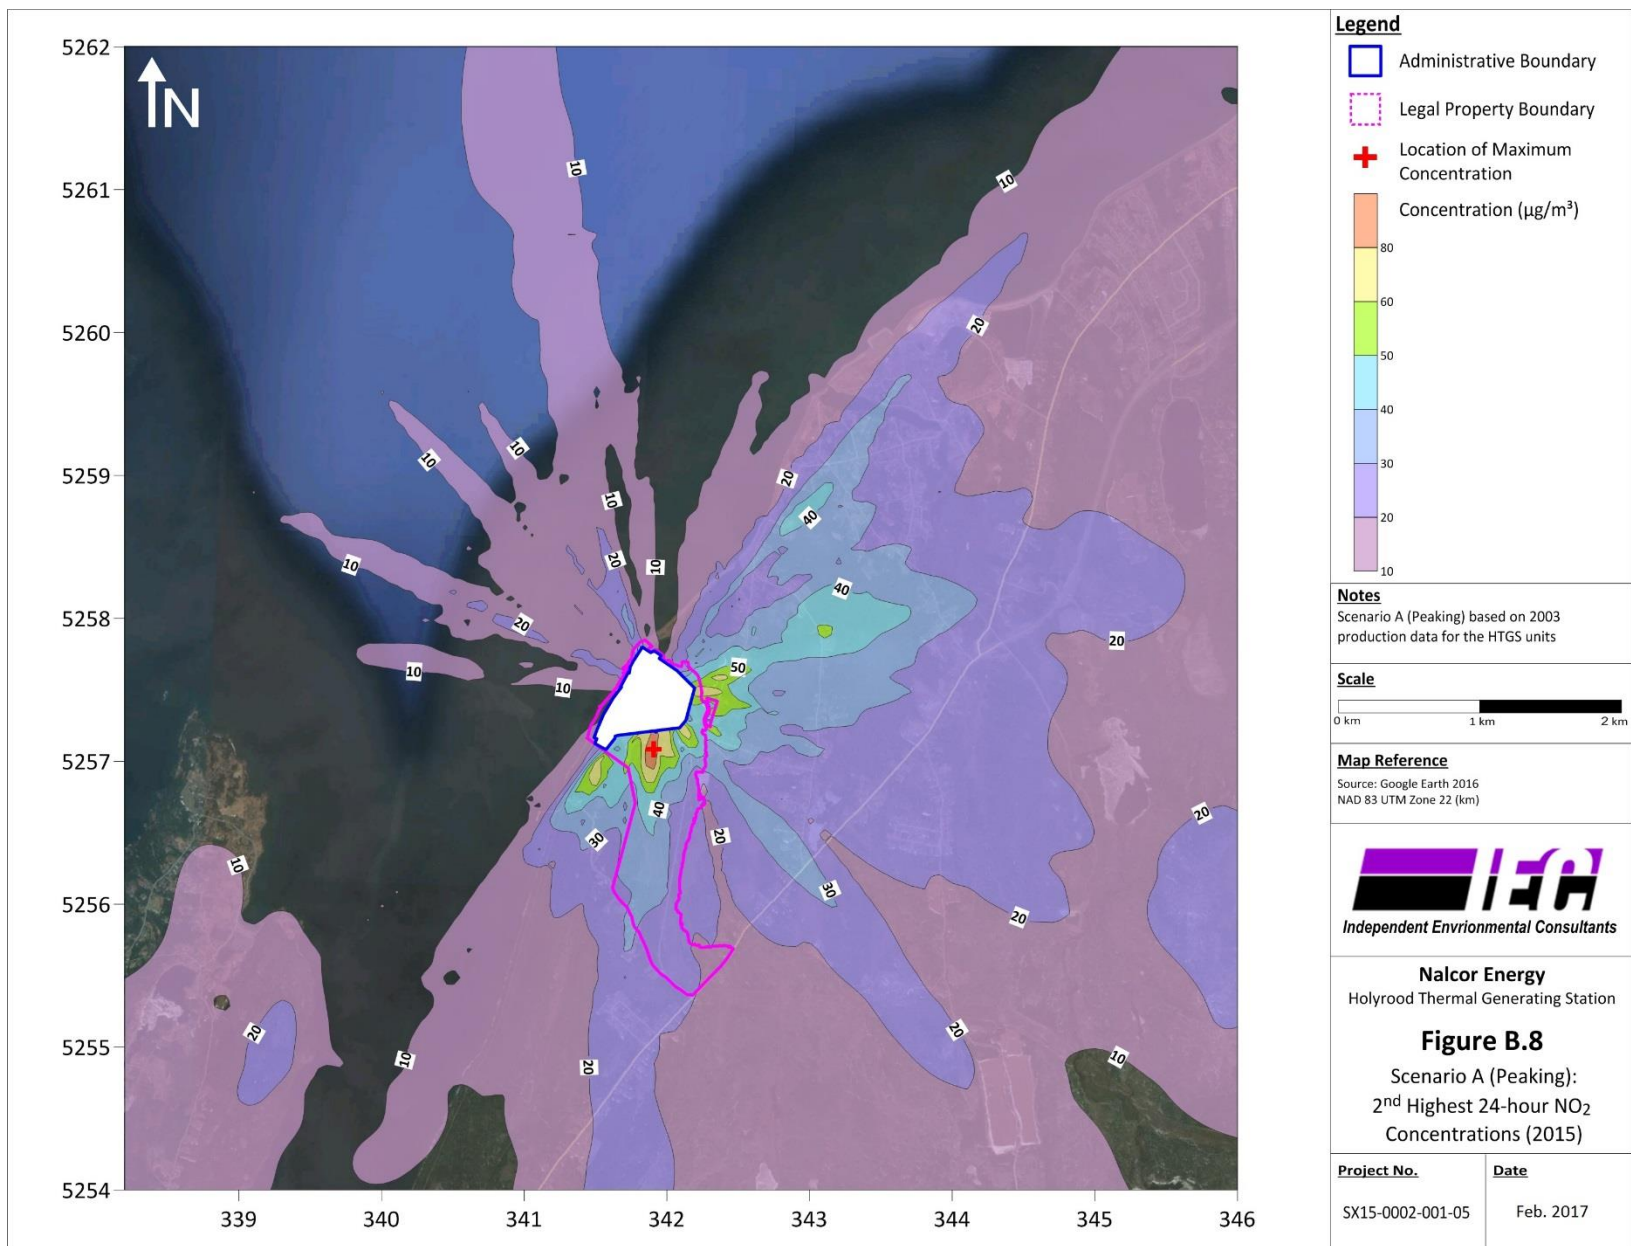 5262
5261
5260
5259
5258
5257
5256
5255
5254
339
340
341
342
343
344
345
346
N
10
10
20
20
10
10
10
40
10
10
20
10
40
20
20
10
50
10
20
40
30
20
10
30
20
20
10
20
20
10
Legend
Administrative Boundary
Legal Property Boundary
Location of Maximum
Concentration
Concentration (µg/m³)
80
60
50
40
30
20
10
Notes
Scenario A (Peaking) based on 2003
production data for the HTGS units
Scale
0 km 1 km 2 km
Map Reference
Source: Google Earth 2016
NAD 83 UTM Zone 22 (km)
IEC
Independent Envrionmental Consultants
Nalcor Energy
Holyrood Thermal Generating Station
Figure B.8
Scenario A (Peaking):
2nd Highest 24-hour NO2
Concentrations (2015)
Project No.
SX15-0002-001-05
Date
Feb. 2017